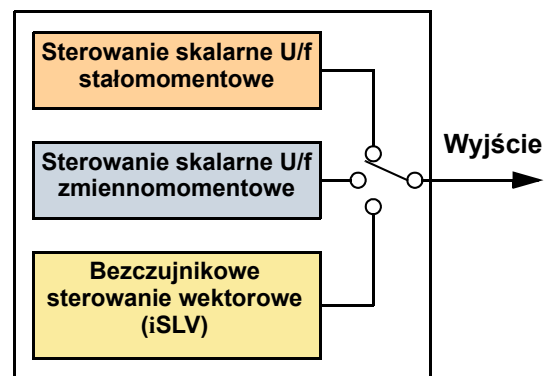 Sterowanie skalarne U/f
stałomomentowe
Sterowanie skalarne U/f
zmiennomomentowe
Wyjście
Bezczujnikowe
sterowanie wektorowe
(iSLV)